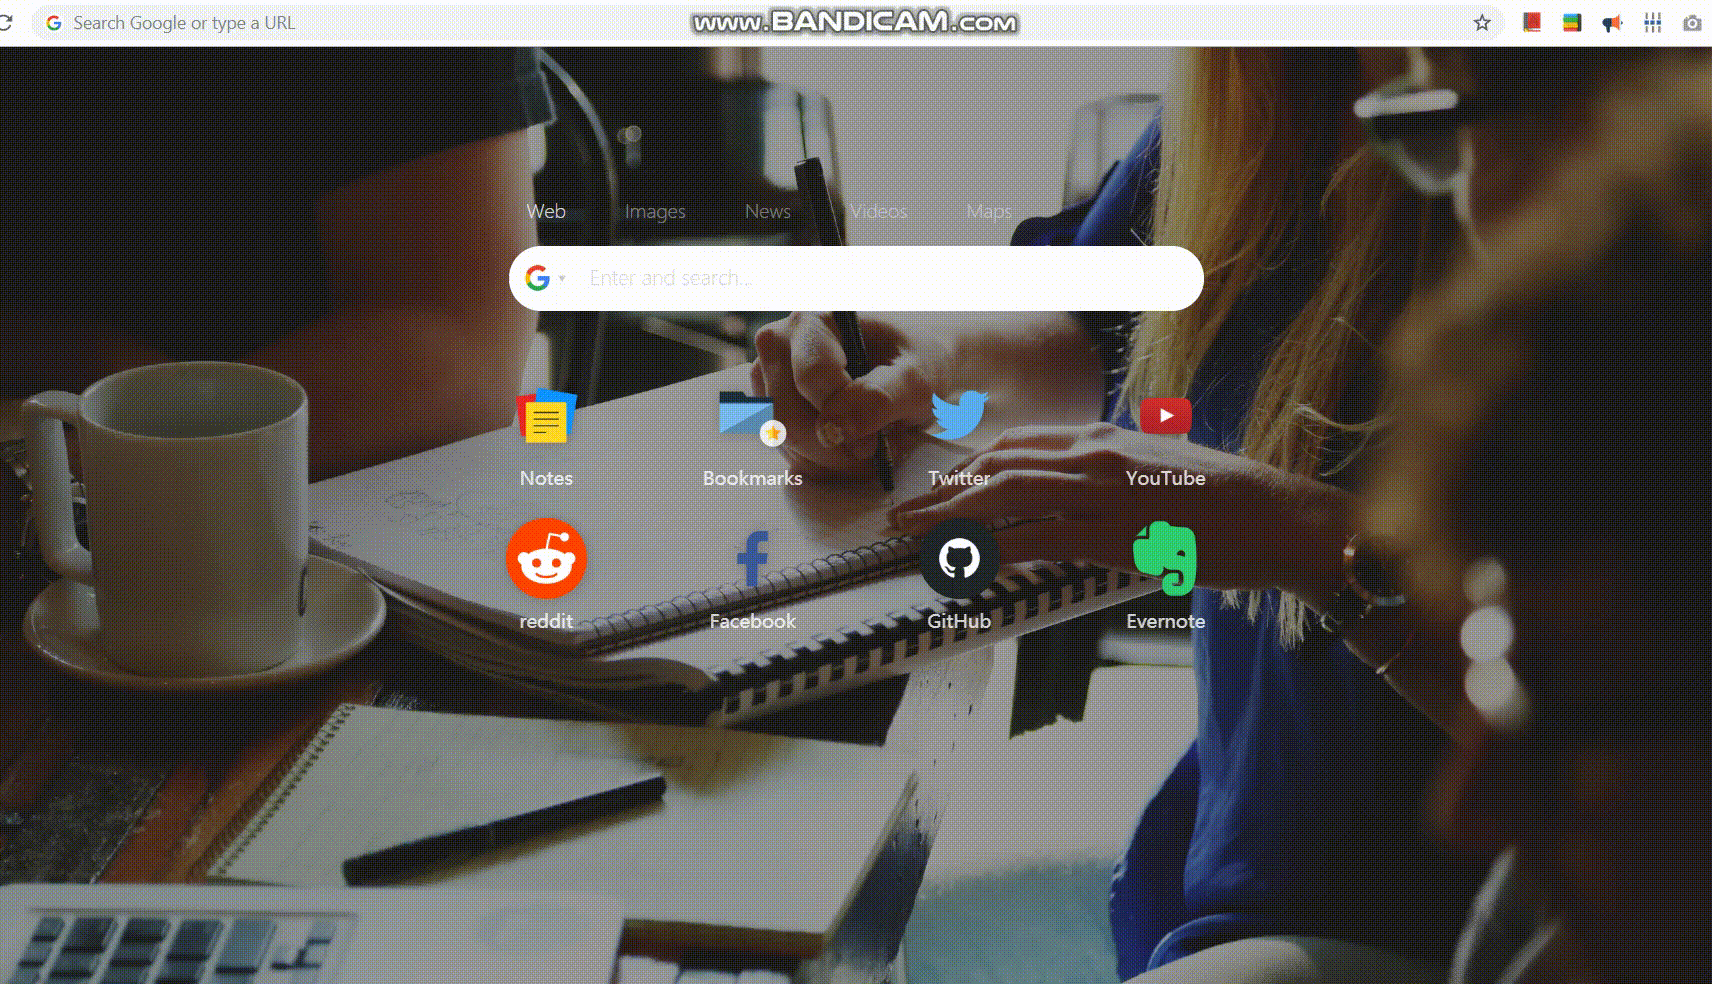 Search Google or type a URL
www.BANDICAM.com
Web Images News Videos Maps
Enter and search...
Notes Bookmarks Twitter YouTube
reddit Facebook GitHub Evernote